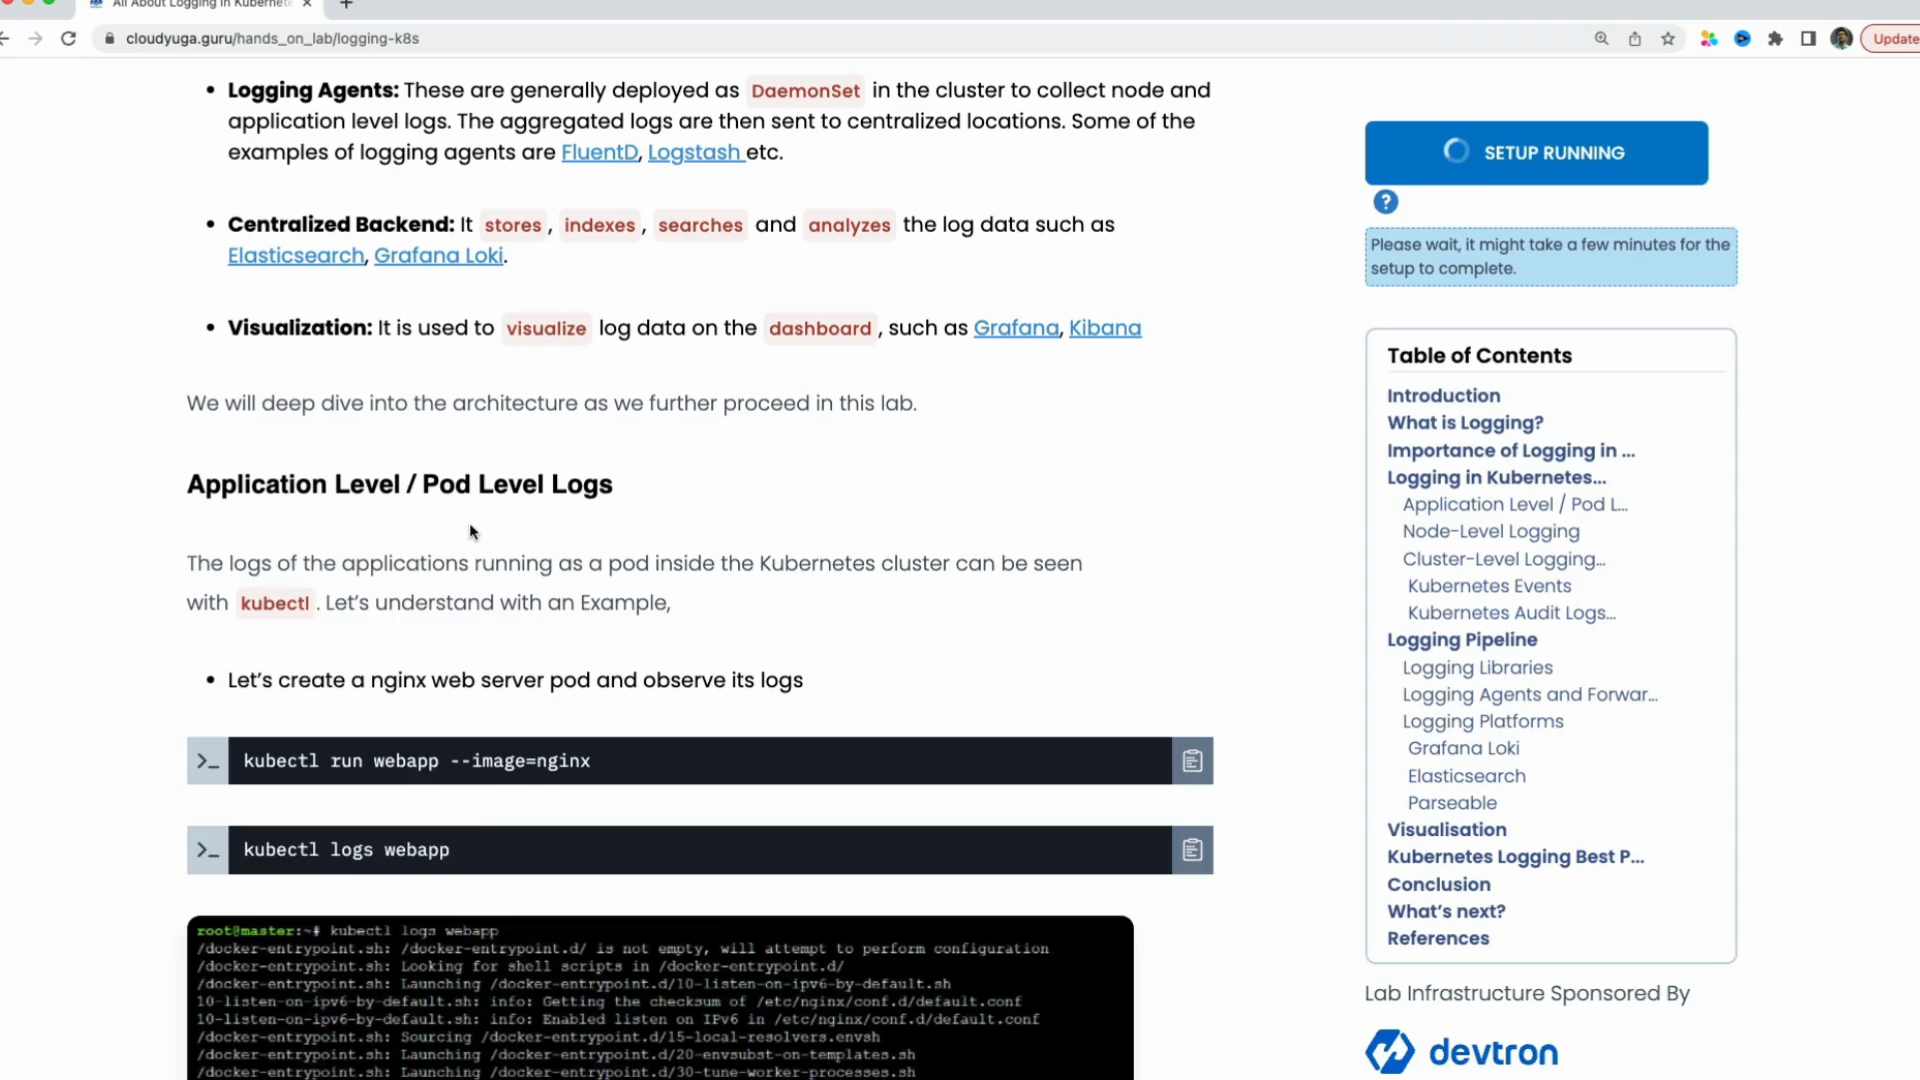 All About Logging in Kubernet
cloudyuga.guru/hands_on_lab/logging-k8s
Update
• Logging Agents: These are generally deployed as DaemonSet in the cluster to collect node and
application level logs. The aggregated logs are then sent to centralized locations. Some of the
examples of logging agents are FluentD, Logstash etc.
• Centralized Backend: It stores, indexes, searches and analyzes the log data such as
Elasticsearch, Grafana Loki.
• Visualization: It is used to visualize log data on the dashboard, such as Grafana, Kibana
We will deep dive into the architecture as we further proceed in this lab.
Application Level / Pod Level Logs
The logs of the applications running as a pod inside the Kubernetes cluster can be seen
with kubectl. Let's understand with an Example,
• Let's create a nginx web server pod and observe its logs
>_ kubectl run webapp --image=nginx
>_ kubectl logs webapp
root@master:~# kubectl logs webapp
/docker-entrypoint.sh: /docker-entrypoint.d/ is not empty, will attempt to perform configuration
/docker-entrypoint.sh: Looking for shell scripts in /docker-entrypoint.d/
/docker-entrypoint.sh: Launching /docker-entrypoint.d/10-listen-on-ipv6-by-default.sh
10-listen-on-ipv6-by-default.sh: info: Getting the checksum of /etc/nginx/conf.d/default.conf
10-listen-on-ipv6-by-default.sh: info: Enabled listen on IPv6 in /etc/nginx/conf.d/default.conf
/docker-entrypoint.sh: Sourcing /docker-entrypoint.d/15-local-resolvers.envsh
/docker-entrypoint.sh: Launching /docker-entrypoint.d/20-envsubst-on-templates.sh
/docker-entrypoint.sh: Launching /docker-entrypoint.d/30-tune-worker-processes.sh
SETUP RUNNING
?
Please wait, it might take a few minutes for the
setup to complete.
Table of Contents
Introduction
What is Logging?
Importance of Logging in ...
Logging in Kubernetes...
Application Level / Pod L...
Node-Level Logging
Cluster-Level Logging...
Kubernetes Events
Kubernetes Audit Logs...
Logging Pipeline
Logging Libraries
Logging Agents and Forwar...
Logging Platforms
Grafana Loki
Elasticsearch
Parseable
Visualisation
Kubernetes Logging Best P...
Conclusion
What's next?
References
Lab Infrastructure Sponsored By
devtron